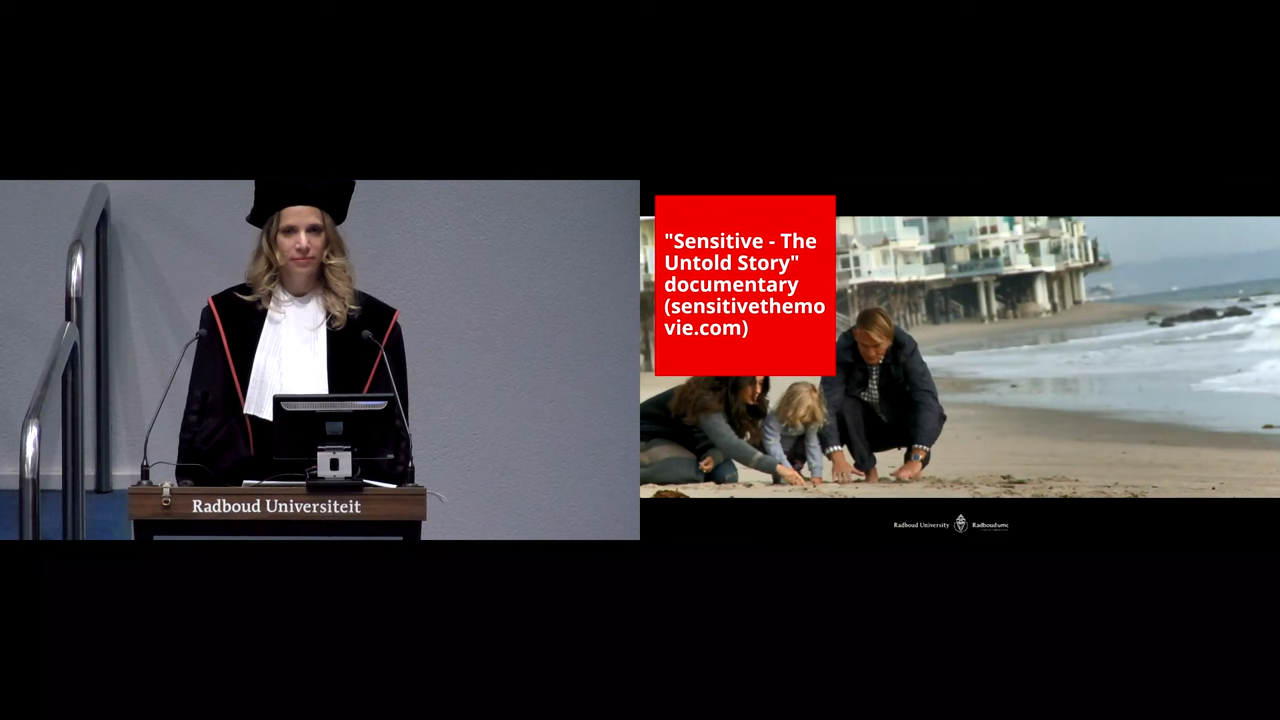 "Sensitive - The
Untold Story"
documentary
(sensitivethemo
vie.com)
Radboud Universiteit
Radboud University
Radboudumc